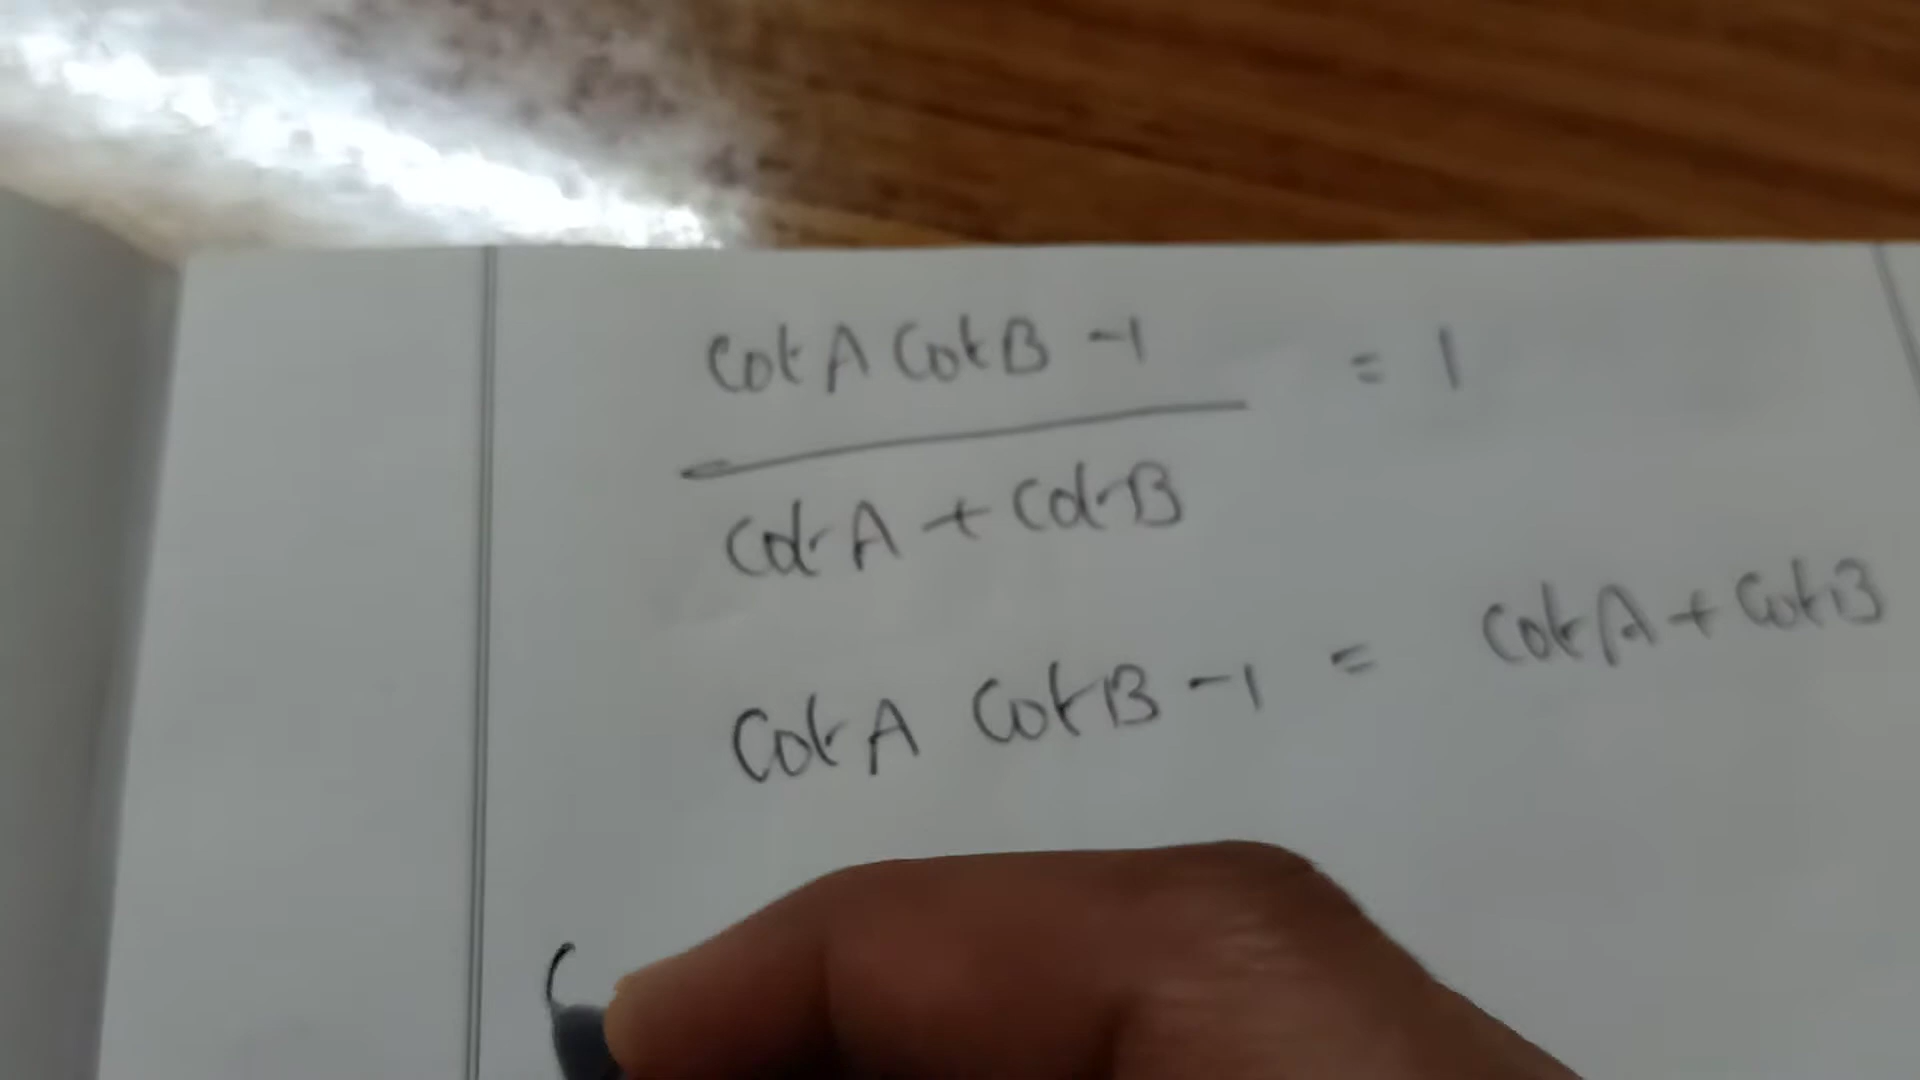 Cot A Cot B - 1 = 1
Cot A + Cot B
Cot A Cot B - 1 = Cot A + Cot B
C